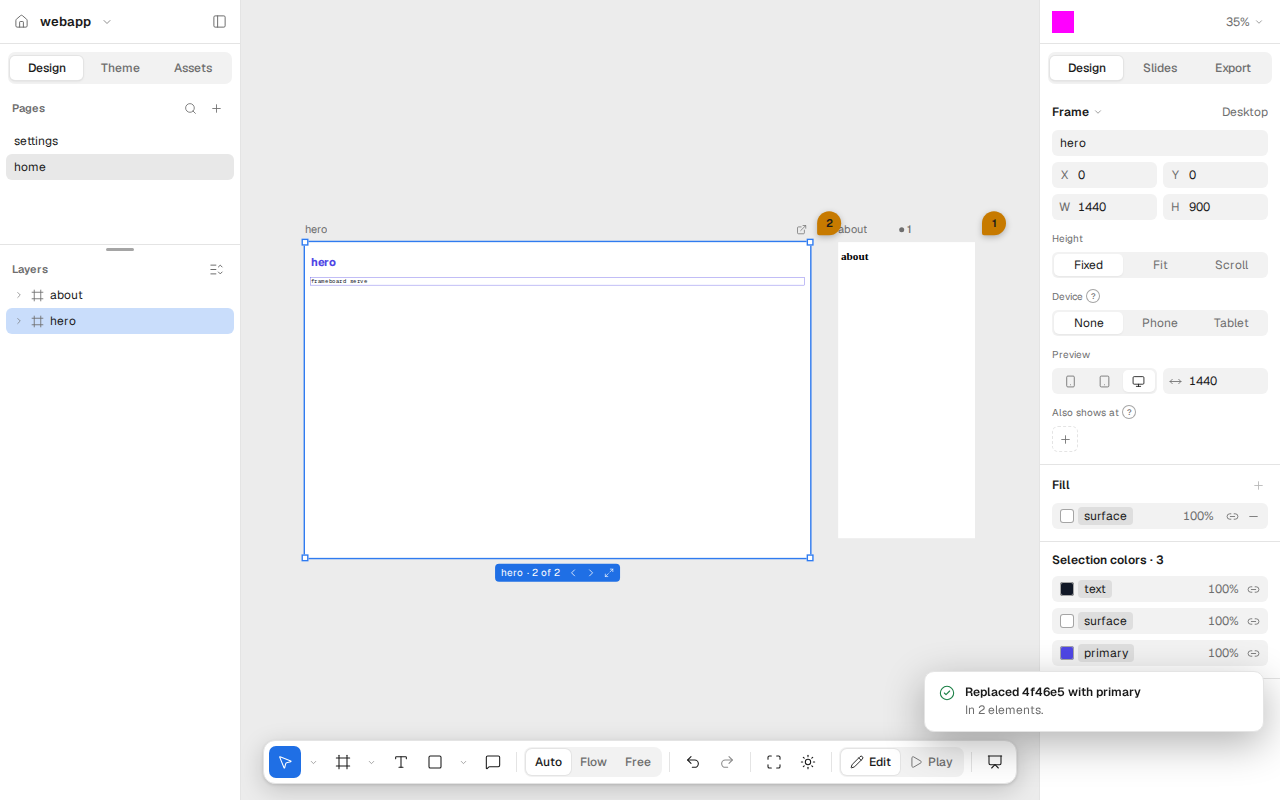 webapp
35%
Design
Theme
Assets
Design
Slides
Export
Pages
settings
home
Layers
about
hero
hero
2
about
1
1
hero
frameboard serve
about
hero · 2 of 2
Frame
Desktop
hero
X 0
Y 0
W 1440
H 900
Height
Fixed
Fit
Scroll
Device ?
None
Phone
Tablet
Preview
1440
Also shows at ?
Fill
surface 100%
Selection colors · 3
text 100%
surface 100%
primary 100%
Replaced 4f46e5 with primary
In 2 elements.
Auto
Flow
Free
Edit
Play